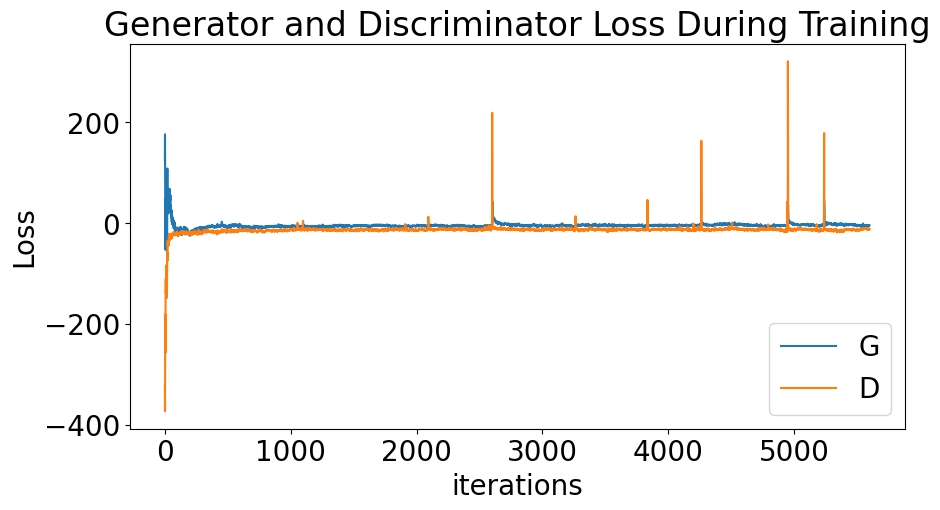 Generator and Discriminator Loss During Training
200
0
−200
−400
Loss
0 1000 2000 3000 4000 5000
iterations
G
D